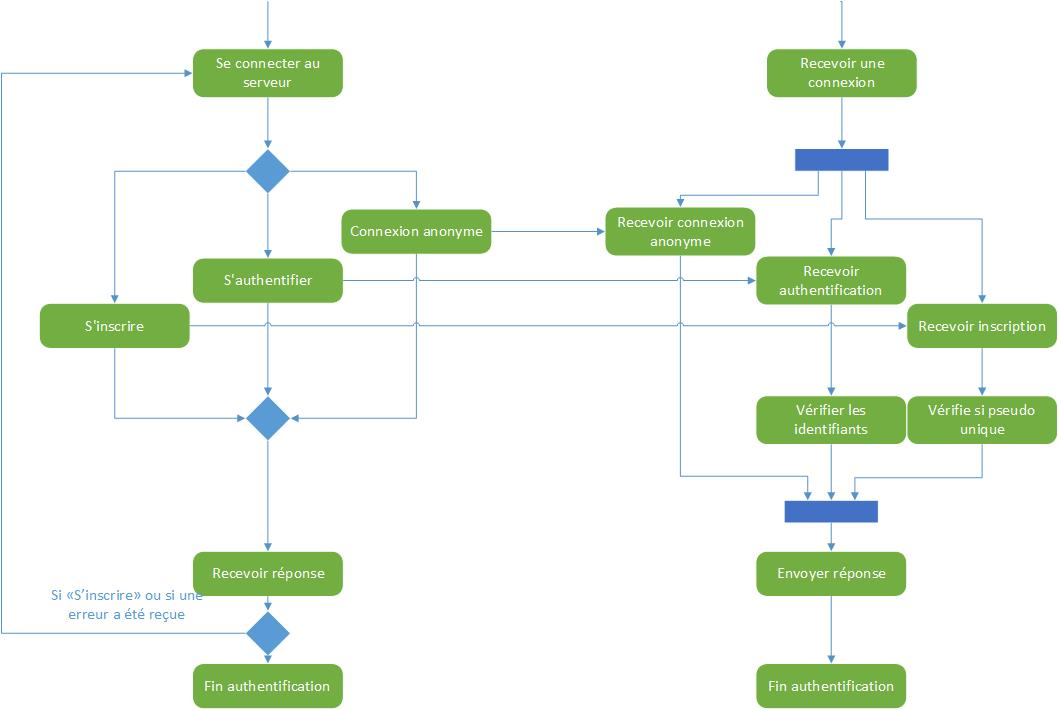 Se connecter au
serveur
Recevoir une
connexion
Connexion anonyme
Recevoir connexion
anonyme
S'authentifier
Recevoir
authentification
S'inscrire
Recevoir inscription
Vérifier les
identifiants
Vérifie si pseudo
unique
Recevoir réponse
Envoyer réponse
Si «S’inscrire» ou si une
erreur a été reçue
Fin authentification
Fin authentification